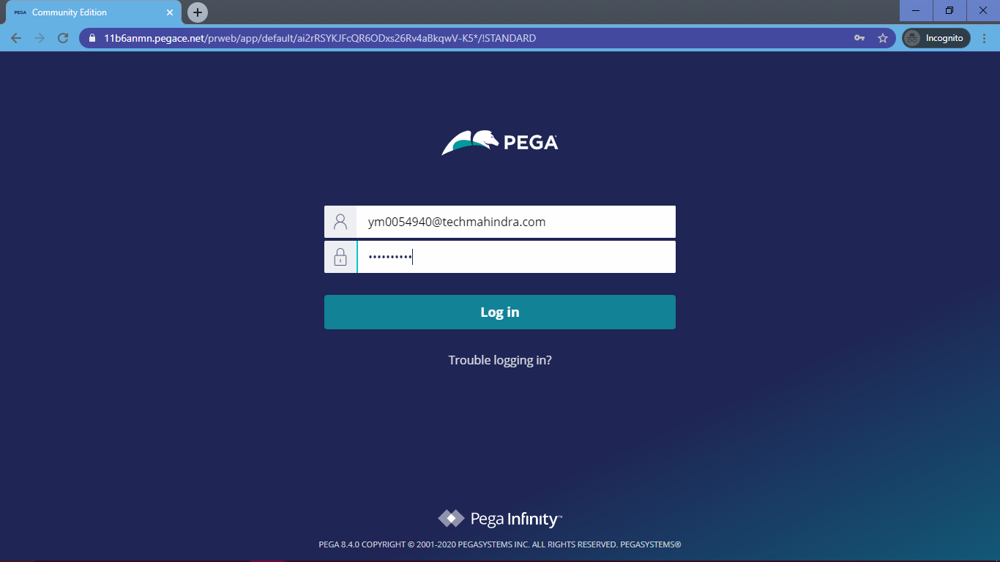 PEGA Community Edition
11b6anmn.pegace.net/prweb/app/default/ai2rRSYKJFcQR6ODxs26Rv4aBkqwV-K5*/!STANDARD
Incognito
PEGA
ym0054940@techmahindra.com
••••••••••
Log in
Trouble logging in?
Pega Infinity™
PEGA 8.4.0 COPYRIGHT © 2001-2020 PEGASYSTEMS INC. ALL RIGHTS RESERVED. PEGASYSTEMS®